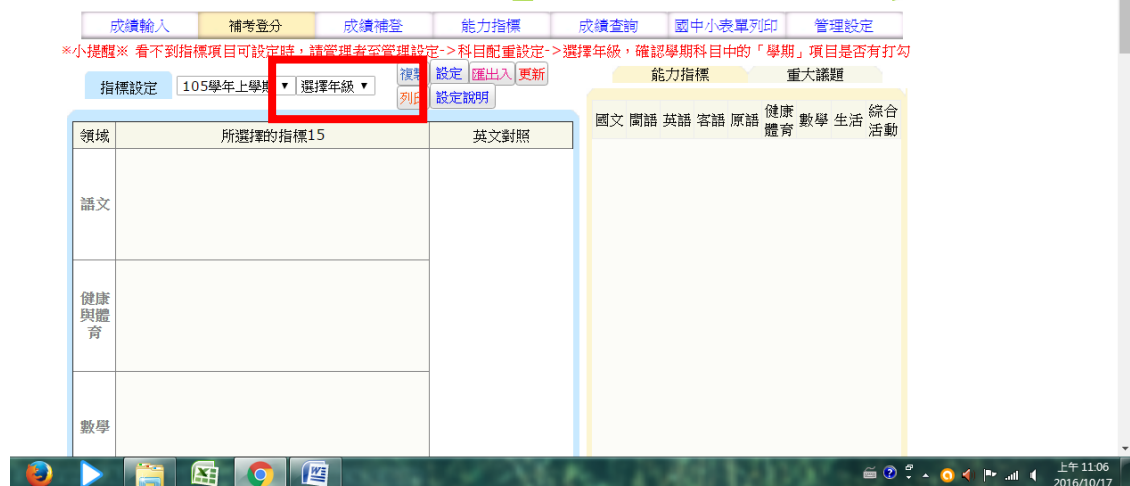 成績輸入 補考登分 成績補登 能力指標 成績查詢 國中小表單列印 管理設定
※小提醒※ 看不到指標項目可設定時，請管理者至管理設定->科目配重設定->選擇年級，確認學期科目中的「學期」項目是否有打勾
指標設定 105學年上學期 選擇年級 複製 設定 匯出入 更新
列印 設定說明
能力指標 重大議題
領域 所選擇的指標15 英文對照
國文 閩語 英語 客語 原語 健康體育 數學 生活 綜合活動
語文
健康
與體
育
數學
上午 11:06
2016/10/17